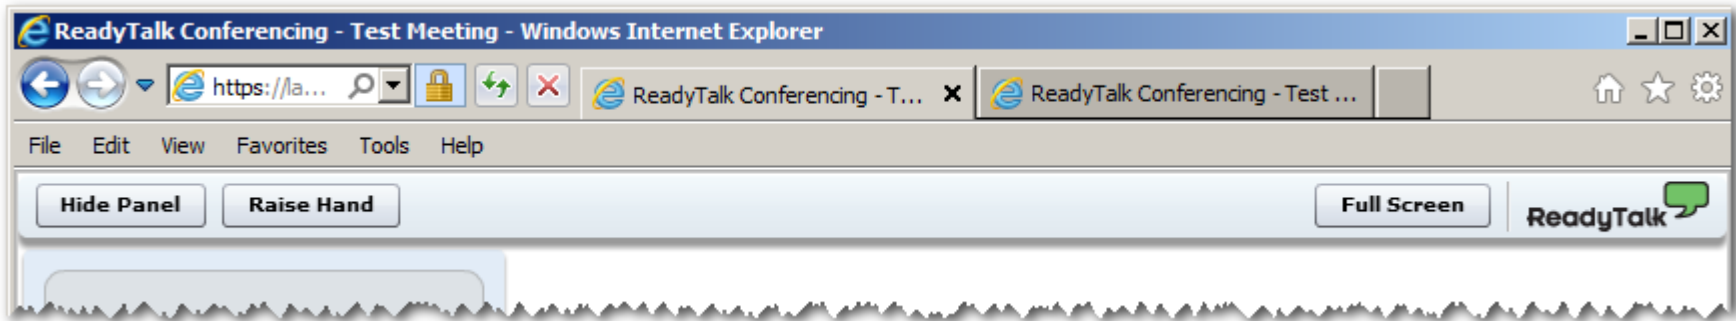 ReadyTalk Conferencing - Test Meeting - Windows Internet Explorer
https://la... ReadyTalk Conferencing - T... ReadyTalk Conferencing - Test ...
File Edit View Favorites Tools Help
Hide Panel Raise Hand Full Screen ReadyTalk